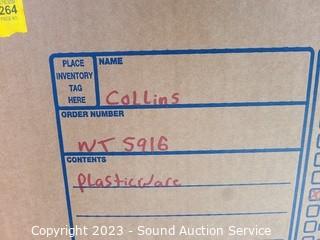 264
PLACE INVENTORY TAG HERE
NAME
Collins
ORDER NUMBER
WT 5916
CONTENTS
Plasticware
Copyright 2023 - Sound Auction Service